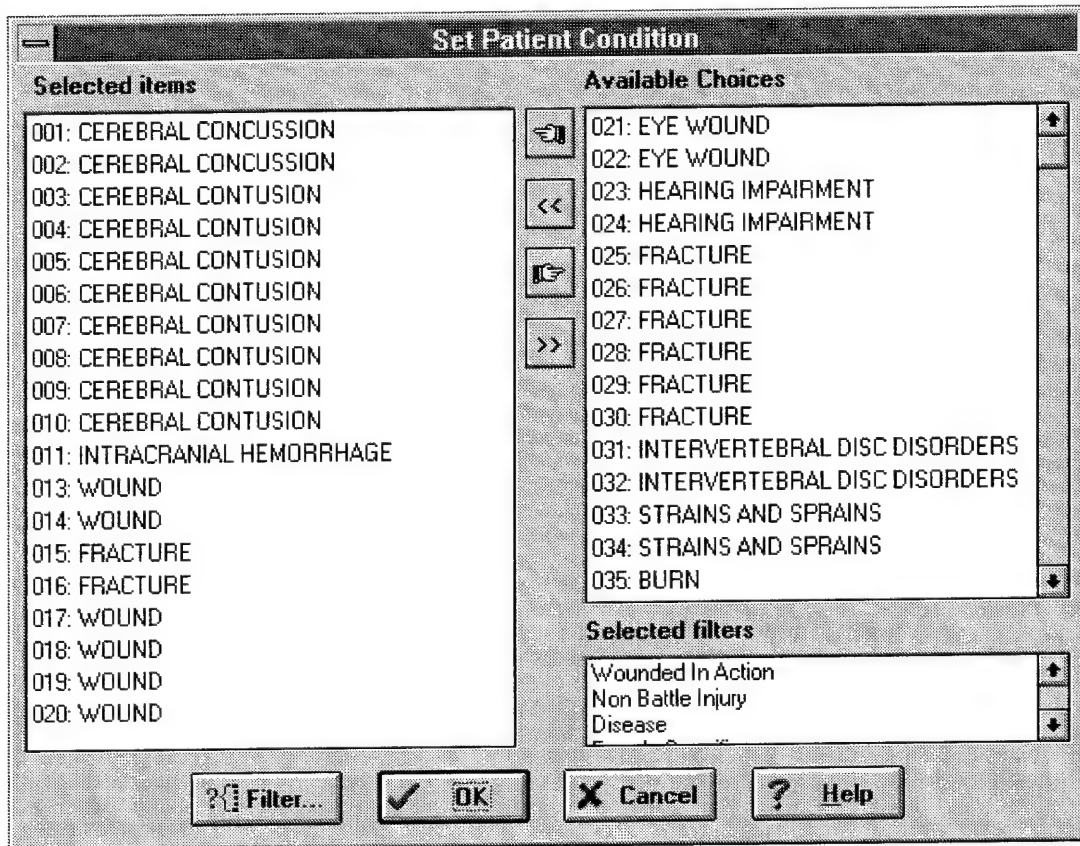 Set Patient Condition
Selected items
001: CEREBRAL CONCUSSION
002: CEREBRAL CONCUSSION
003: CEREBRAL CONTUSION
004: CEREBRAL CONTUSION
005: CEREBRAL CONTUSION
006: CEREBRAL CONTUSION
007: CEREBRAL CONTUSION
008: CEREBRAL CONTUSION
009: CEREBRAL CONTUSION
010: CEREBRAL CONTUSION
011: INTRACRANIAL HEMORRHAGE
013: WOUND
014: WOUND
015: FRACTURE
016: FRACTURE
017: WOUND
018: WOUND
019: WOUND
020: WOUND
<<
>>
Available Choices
021: EYE WOUND
022: EYE WOUND
023: HEARING IMPAIRMENT
024: HEARING IMPAIRMENT
025: FRACTURE
026: FRACTURE
027: FRACTURE
028: FRACTURE
029: FRACTURE
030: FRACTURE
031: INTERVERTEBRAL DISC DISORDERS
032: INTERVERTEBRAL DISC DISORDERS
033: STRAINS AND SPRAINS
034: STRAINS AND SPRAINS
035: BURN
Selected filters
Wounded In Action
Non Battle Injury
Disease
Filter...
OK
Cancel
? Help